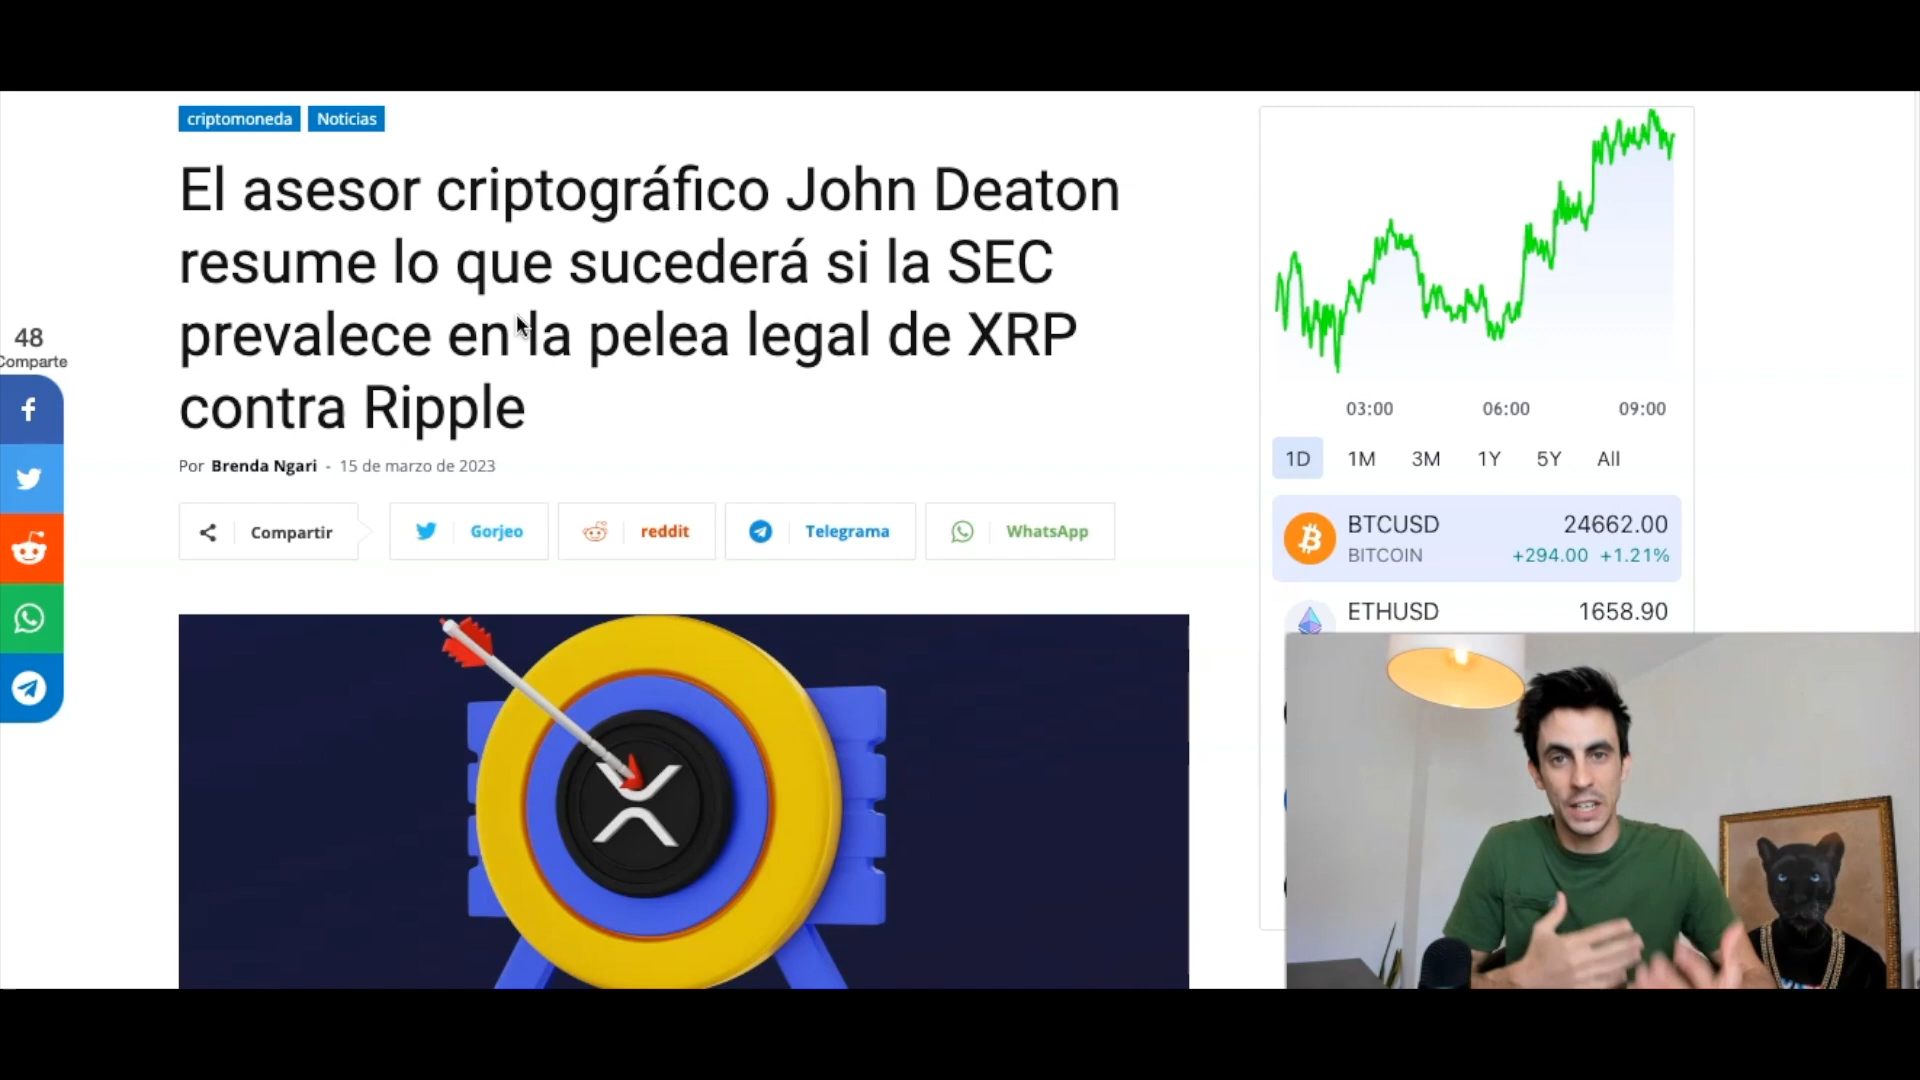 criptomoneda Noticias
El asesor criptográfico John Deaton
resume lo que sucederá si la SEC
prevalece en la pelea legal de XRP
contra Ripple
Por Brenda Ngari - 15 de marzo de 2023
48
Comparte
Compartir Gorjeo reddit Telegrama WhatsApp
03:00 06:00 09:00
1D 1M 3M 1Y 5Y All
BTCUSD 24662.00
BITCOIN +294.00 +1.21%
ETHUSD 1658.90